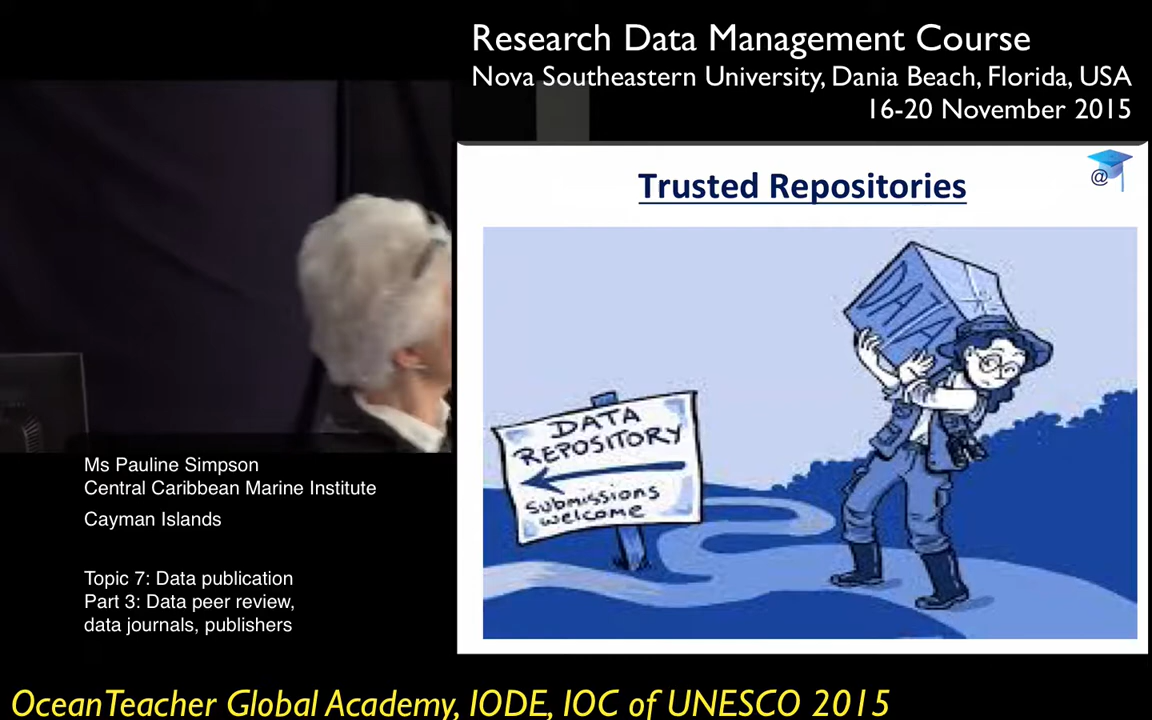 Research Data Management Course
Nova Southeastern University, Dania Beach, Florida, USA
16-20 November 2015
Trusted Repositories
@
DATA
DATA
REPOSITORY
submissions
welcome
Ms Pauline Simpson
Central Caribbean Marine Institute
Cayman Islands
Topic 7: Data publication
Part 3: Data peer review,
data journals, publishers
OceanTeacher Global Academy, IODE, IOC of UNESCO 2015